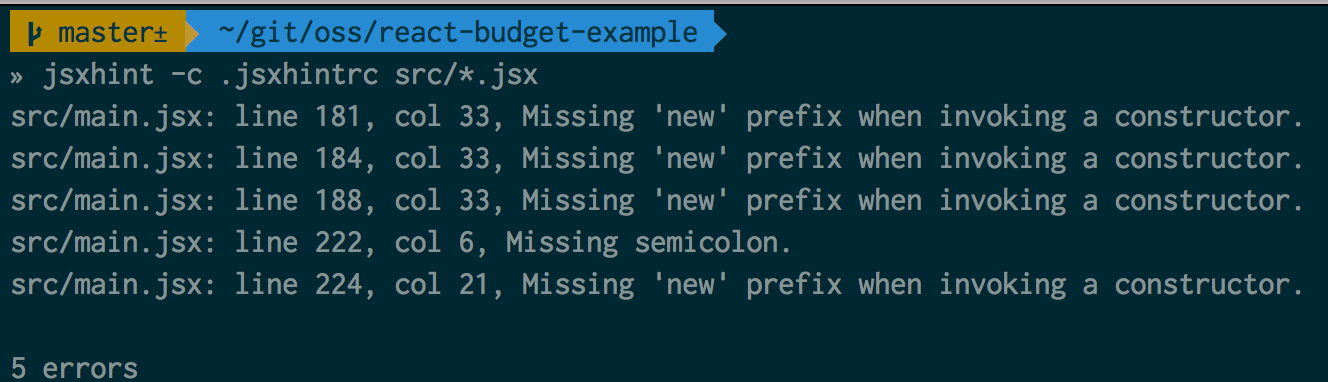 master± ~/git/oss/react-budget-example
» jsxhint -c .jsxhintrc src/*.jsx
src/main.jsx: line 181, col 33, Missing 'new' prefix when invoking a constructor.
src/main.jsx: line 184, col 33, Missing 'new' prefix when invoking a constructor.
src/main.jsx: line 188, col 33, Missing 'new' prefix when invoking a constructor.
src/main.jsx: line 222, col 6, Missing semicolon.
src/main.jsx: line 224, col 21, Missing 'new' prefix when invoking a constructor.
5 errors